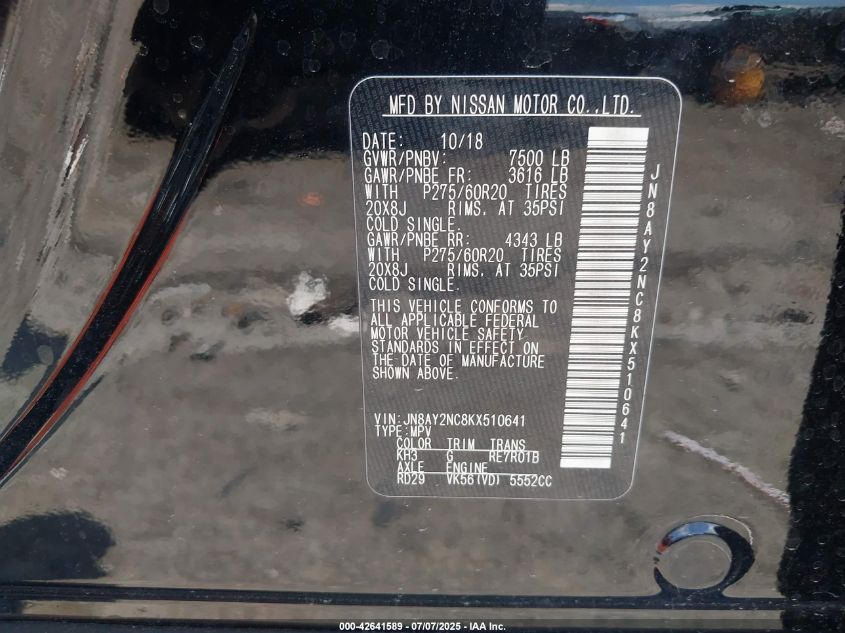 MFD BY NISSAN MOTOR CO.,LTD.
DATE: 10/18
GVWR/PNBV: 7500 LB
GAWR/PNBE FR: 3616 LB
WITH P275/60R20 TIRES
20X8J RIMS. AT 35PSI
COLD SINGLE.
GAWR/PNBE RR: 4343 LB
WITH P275/60R20 TIRES
20X8J RIMS. AT 35PSI
COLD SINGLE.
THIS VEHICLE CONFORMS TO
ALL APPLICABLE FEDERAL
MOTOR VEHICLE SAFETY
STANDARDS IN EFFECT ON
THE DATE OF MANUFACTURE
SHOWN ABOVE.
VIN:JN8AY2NC8KX510641
TYPE:MPV
COLOR TRIM TRANS
KH3 G RE7R01B
AXLE ENGINE
RD29 VK56(VD) 5552CC
JN8AY2NC8KX510641
000-42641589 / 07/07/2025 - IAA Inc.